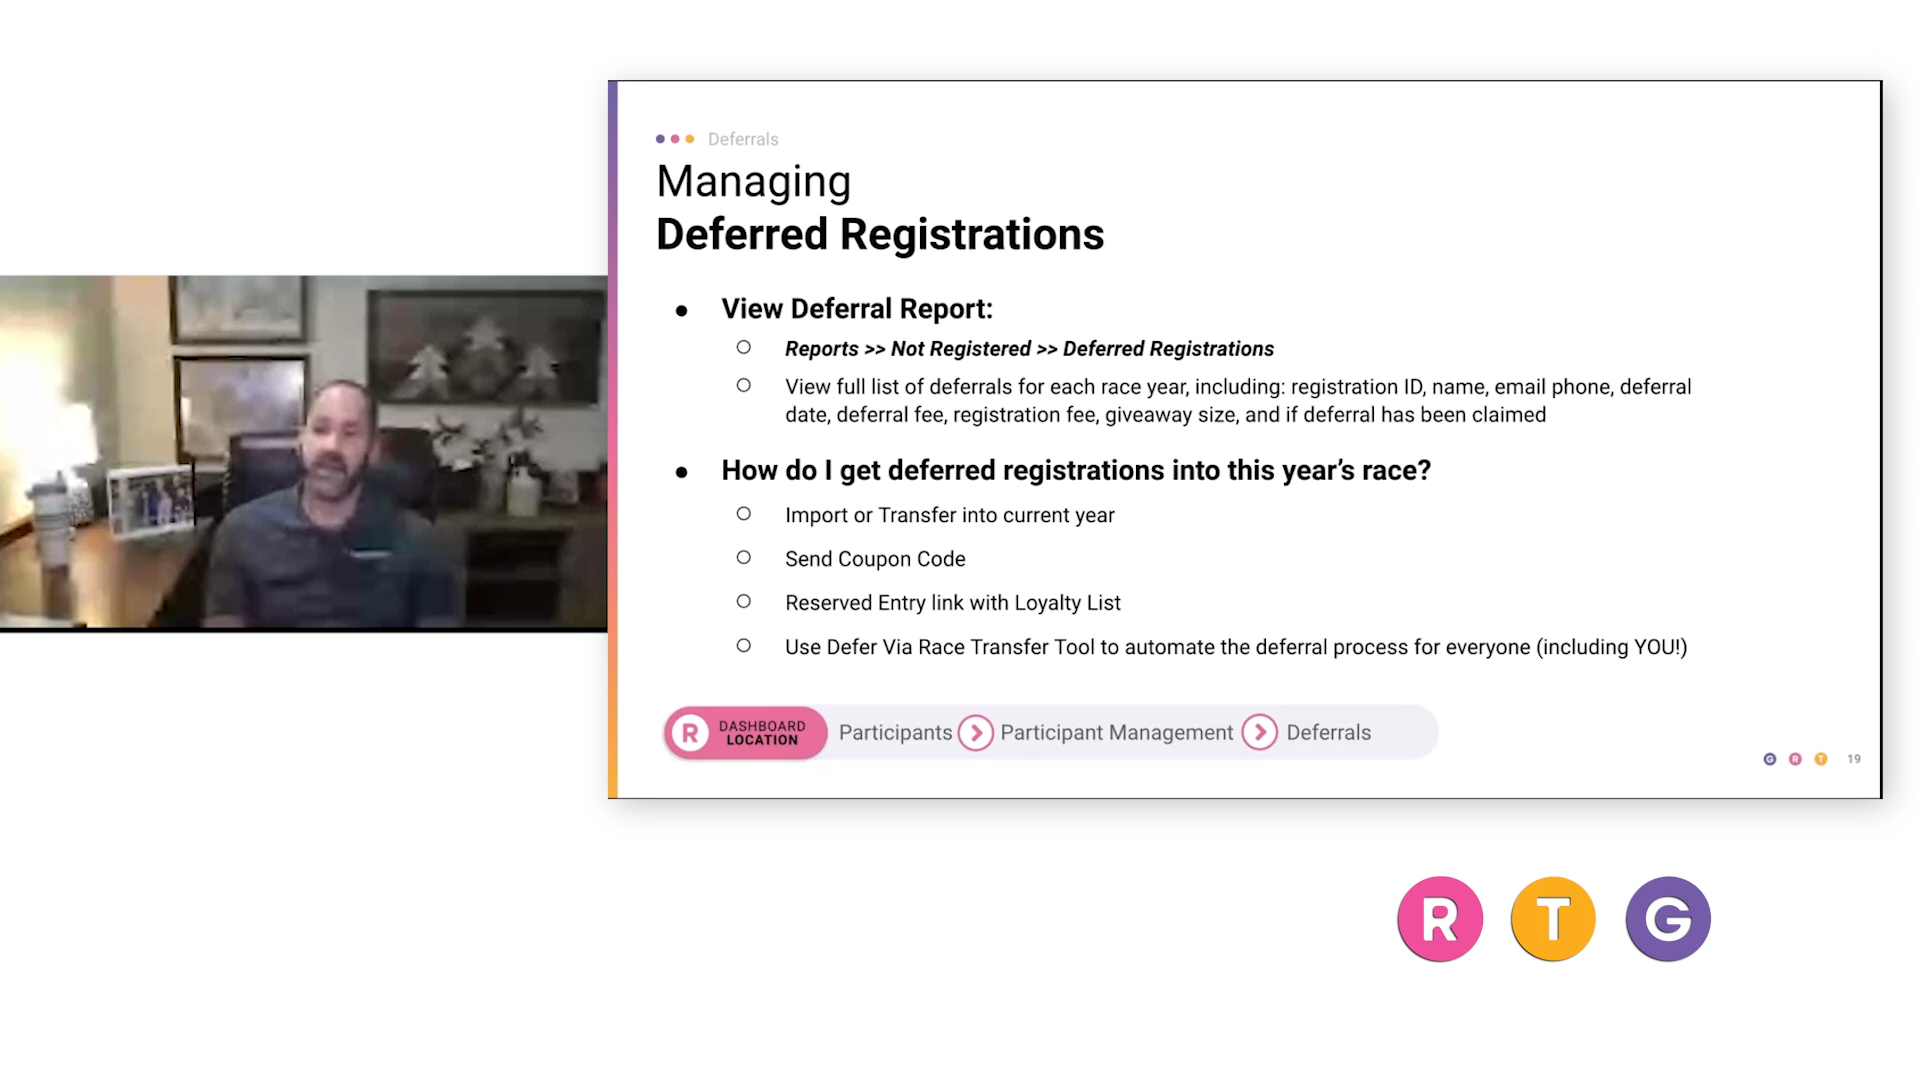 Deferrals
Managing
Deferred Registrations
● View Deferral Report:
○ Reports >> Not Registered >> Deferred Registrations
○ View full list of deferrals for each race year, including: registration ID, name, email phone, deferral
date, deferral fee, registration fee, giveaway size, and if deferral has been claimed
● How do I get deferred registrations into this year’s race?
○ Import or Transfer into current year
○ Send Coupon Code
○ Reserved Entry link with Loyalty List
○ Use Defer Via Race Transfer Tool to automate the deferral process for everyone (including YOU!)
R DASHBOARD
LOCATION
Participants > Participant Management > Deferrals
G R T 19
R T G